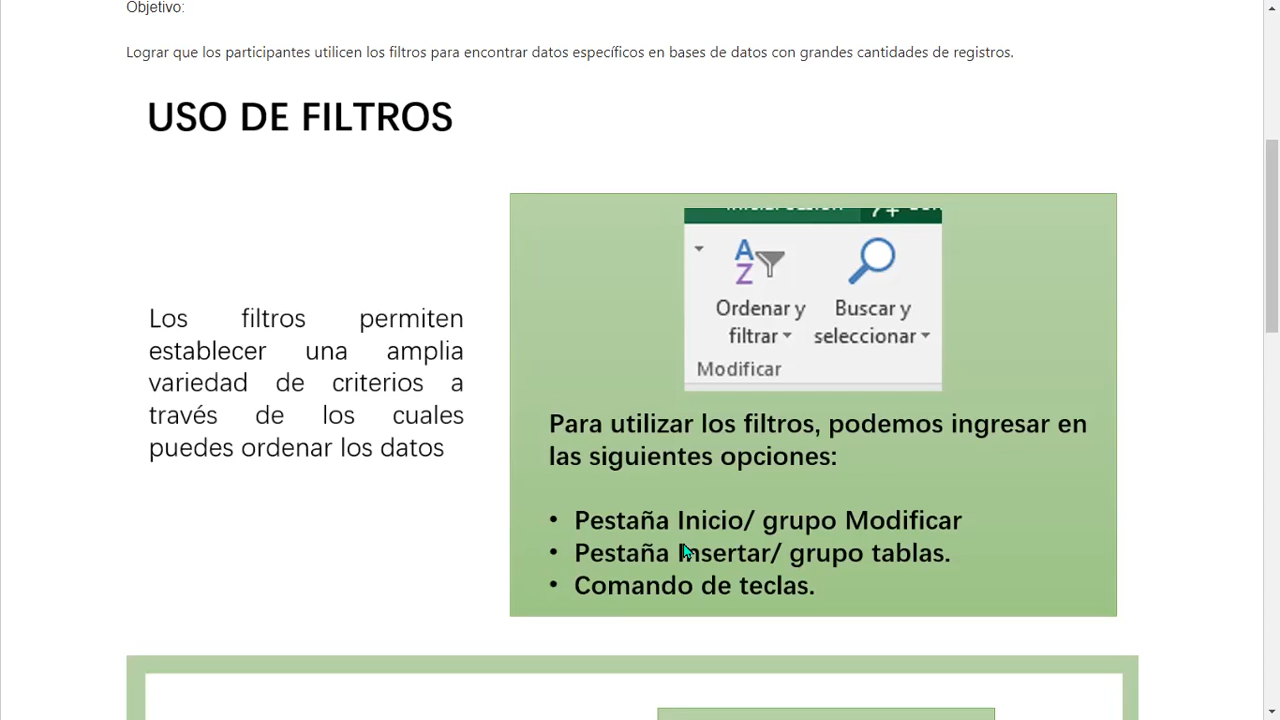 Objetivo:
Lograr que los participantes utilicen los filtros para encontrar datos específicos en bases de datos con grandes cantidades de registros.
USO DE FILTROS
Los filtros permiten
establecer una amplia
variedad de criterios a
través de los cuales
puedes ordenar los datos
Ordenar y
filtrar
Buscar y
seleccionar
Modificar
Para utilizar los filtros, podemos ingresar en
las siguientes opciones:
• Pestaña Inicio/ grupo Modificar
• Pestaña Insertar/ grupo tablas.
• Comando de teclas.